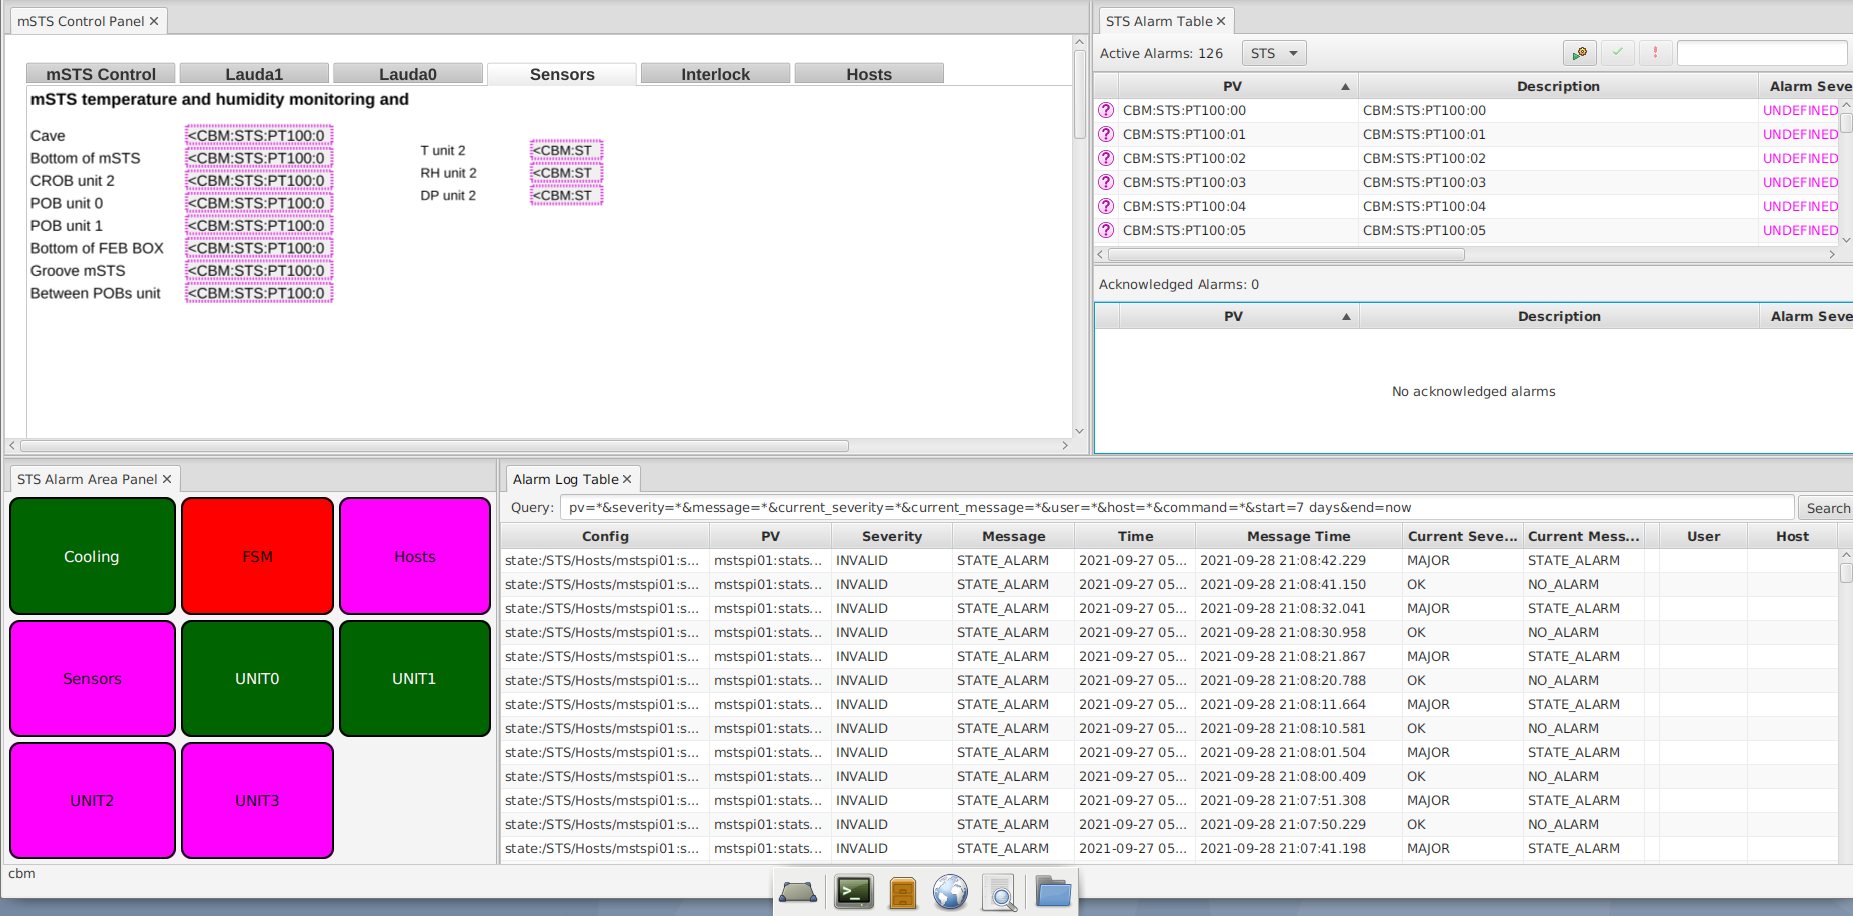 mSTS Control Panel
mSTS Control Lauda1 Lauda0 Sensors Interlock Hosts
mSTS temperature and humidity monitoring and
Cave <CBM:STS:PT100:0
Bottom of mSTS <CBM:STS:PT100:0
CROB unit 2 <CBM:STS:PT100:0
POB unit 0 <CBM:STS:PT100:0
POB unit 1 <CBM:STS:PT100:0
Bottom of FEB BOX <CBM:STS:PT100:0
Groove mSTS <CBM:STS:PT100:0
Between POBs unit <CBM:STS:PT100:0
T unit 2 <CBM:ST
RH unit 2 <CBM:ST
DP unit 2 <CBM:ST
STS Alarm Table
Active Alarms: 126 STS
PV Description Alarm Seve
CBM:STS:PT100:00 CBM:STS:PT100:00 UNDEFINED
CBM:STS:PT100:01 CBM:STS:PT100:01 UNDEFINED
CBM:STS:PT100:02 CBM:STS:PT100:02 UNDEFINED
CBM:STS:PT100:03 CBM:STS:PT100:03 UNDEFINED
CBM:STS:PT100:04 CBM:STS:PT100:04 UNDEFINED
CBM:STS:PT100:05 CBM:STS:PT100:05 UNDEFINED
Acknowledged Alarms: 0
PV Description Alarm Seve
No acknowledged alarms
STS Alarm Area Panel
Cooling FSM Hosts
Sensors UNIT0 UNIT1
UNIT2 UNIT3
Alarm Log Table
Query: pv=*&severity=*&message=*&current_severity=*&current_message=*&user=*&host=*&command=*&start=7 days&end=now Search
Config PV Severity Message Time Message Time Current Seve... Current Mess... User Host
state:/STS/Hosts/mstspi01:s... mstspi01:stats... INVALID STATE_ALARM 2021-09-27 05... 2021-09-28 21:08:42.229 MAJOR STATE_ALARM
state:/STS/Hosts/mstspi01:s... mstspi01:stats... INVALID STATE_ALARM 2021-09-27 05... 2021-09-28 21:08:41.150 OK NO_ALARM
state:/STS/Hosts/mstspi01:s... mstspi01:stats... INVALID STATE_ALARM 2021-09-27 05... 2021-09-28 21:08:32.041 MAJOR STATE_ALARM
state:/STS/Hosts/mstspi01:s... mstspi01:stats... INVALID STATE_ALARM 2021-09-27 05... 2021-09-28 21:08:30.958 OK NO_ALARM
state:/STS/Hosts/mstspi01:s... mstspi01:stats... INVALID STATE_ALARM 2021-09-27 05... 2021-09-28 21:08:21.867 MAJOR STATE_ALARM
state:/STS/Hosts/mstspi01:s... mstspi01:stats... INVALID STATE_ALARM 2021-09-27 05... 2021-09-28 21:08:20.788 OK NO_ALARM
state:/STS/Hosts/mstspi01:s... mstspi01:stats... INVALID STATE_ALARM 2021-09-27 05... 2021-09-28 21:08:11.664 MAJOR STATE_ALARM
state:/STS/Hosts/mstspi01:s... mstspi01:stats... INVALID STATE_ALARM 2021-09-27 05... 2021-09-28 21:08:10.581 OK NO_ALARM
state:/STS/Hosts/mstspi01:s... mstspi01:stats... INVALID STATE_ALARM 2021-09-27 05... 2021-09-28 21:08:01.504 MAJOR STATE_ALARM
state:/STS/Hosts/mstspi01:s... mstspi01:stats... INVALID STATE_ALARM 2021-09-27 05... 2021-09-28 21:08:00.409 OK NO_ALARM
state:/STS/Hosts/mstspi01:s... mstspi01:stats... INVALID STATE_ALARM 2021-09-27 05... 2021-09-28 21:07:51.308 MAJOR STATE_ALARM
state:/STS/Hosts/mstspi01:s... mstspi01:stats... INVALID STATE_ALARM 2021-09-27 05... 2021-09-28 21:07:50.229 OK NO_ALARM
state:/STS/Hosts/mstspi01:s... mstspi01:stats... INVALID STATE_ALARM 2021-09-27 05... 2021-09-28 21:07:41.198 MAJOR STATE_ALARM
cbm